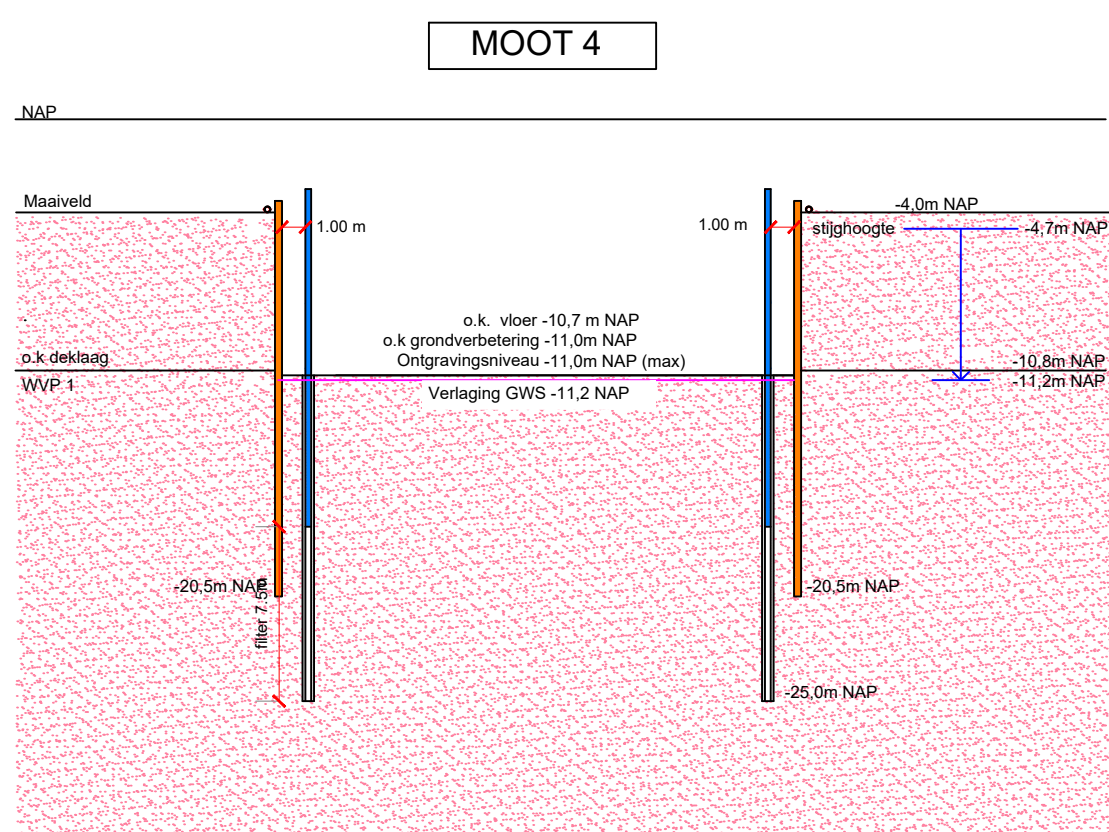 MOOT 4
NAP
Maaiveld
-4,0m NAP
1.00 m
1.00 m
stijghoogte
-4,7m NAP
o.k. vloer -10,7 m NAP
o.k grondverbetering -11,0m NAP
Ontgravingsniveau -11,0m NAP (max)
o.k deklaag
-10,8m NAP
WVP 1
-11,2m NAP
Verlaging GWS -11,2 NAP
-20,5m NAP
-20,5m NAP
filter 7.5m
-25,0m NAP